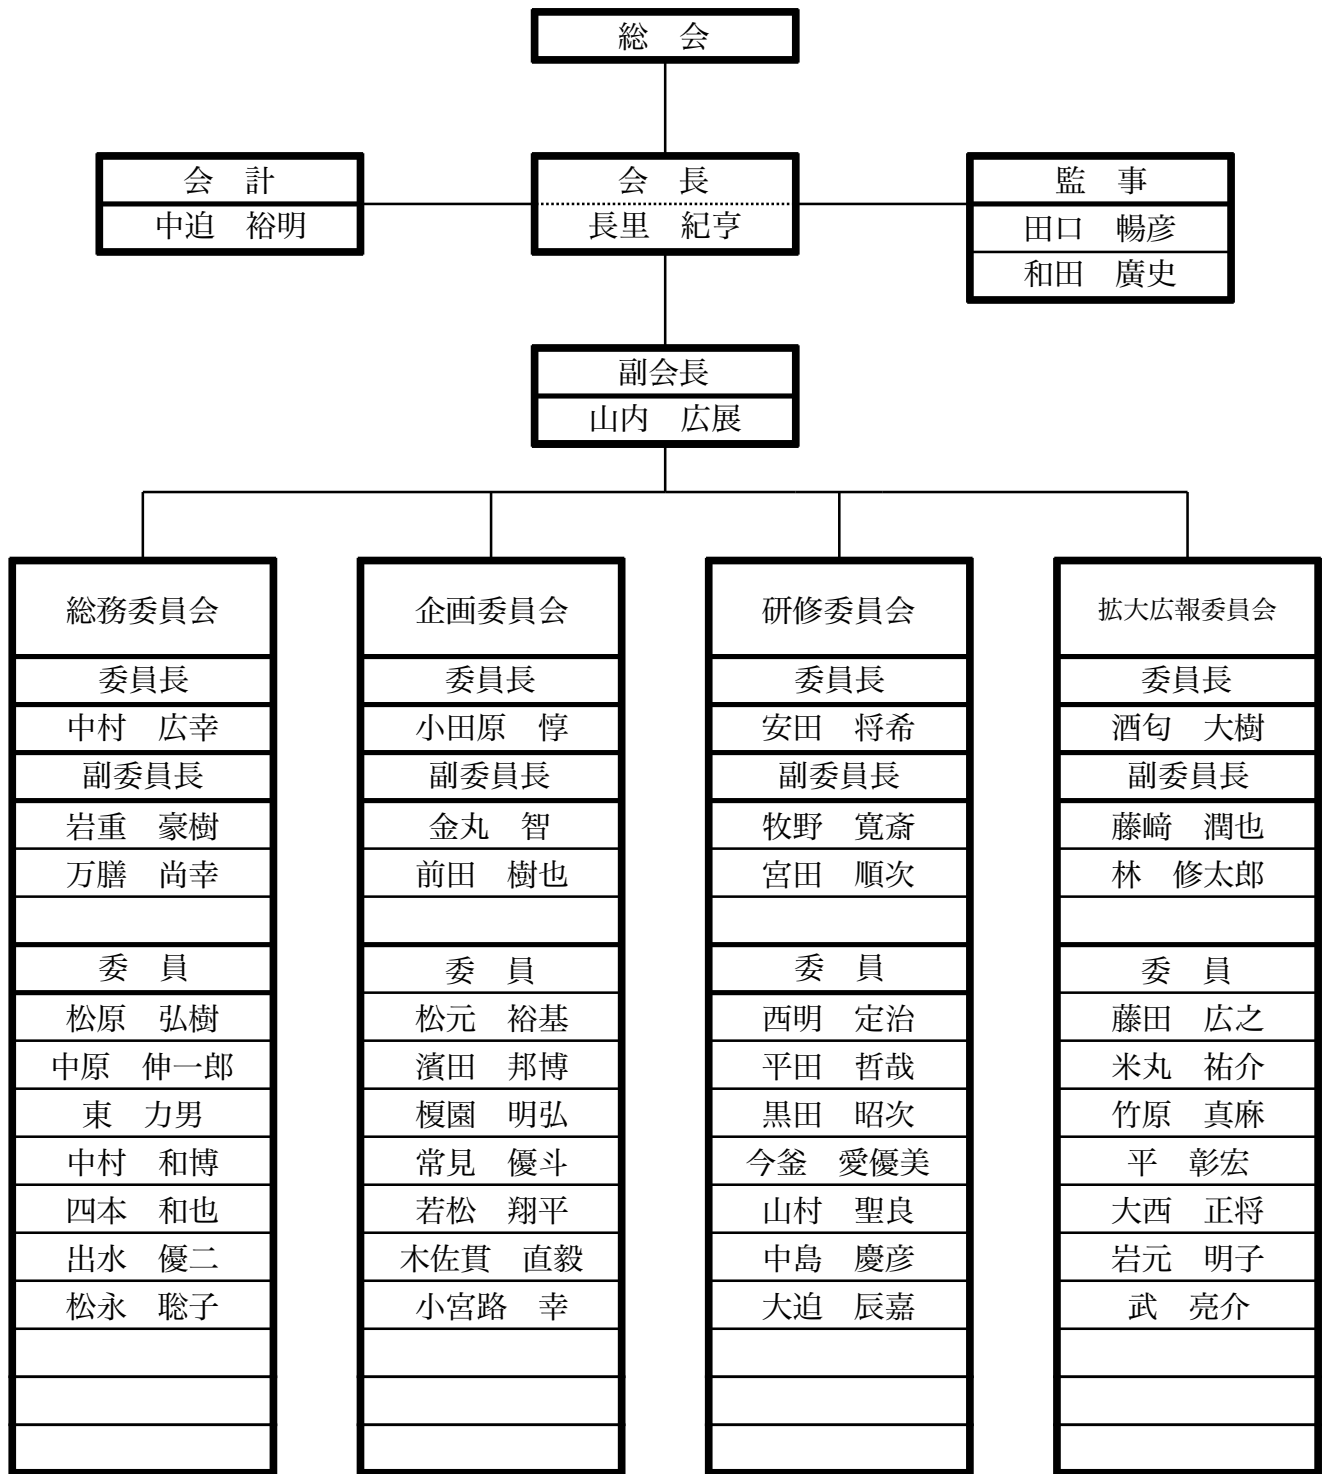 総　会
会　計
中迫　裕明
会　長
長里　紀亨
監　事
田口　暢彦
和田　廣史
副会長
山内　広展
総務委員会
委員長
中村　広幸
副委員長
岩重　豪樹
万膳　尚幸
委　員
松原　弘樹
中原　伸一郎
東　力男
中村　和博
四本　和也
出水　優二
松永　聡子
企画委員会
委員長
小田原　惇
副委員長
金丸　智
前田　樹也
委　員
松元　裕基
濱田　邦博
榎園　明弘
常見　優斗
若松　翔平
木佐貫　直毅
小宮路　幸
研修委員会
委員長
安田　将希
副委員長
牧野　寛斎
宮田　順次
委　員
西明　定治
平田　哲哉
黒田　昭次
今釜　愛優美
山村　聖良
中島　慶彦
大迫　辰嘉
拡大広報委員会
委員長
酒匂　大樹
副委員長
藤﨑　潤也
林　修太郎
委　員
藤田　広之
米丸　祐介
竹原　真麻
平　彰宏
大西　正将
岩元　明子
武　亮介